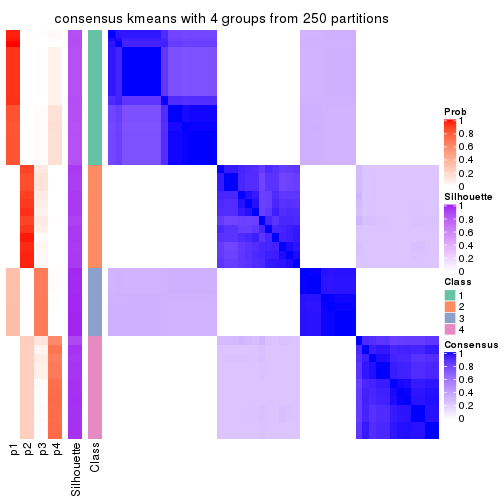 consensus kmeans with 4 groups from 250 partitions
Prob
1
0.8
0.6
0.4
0.2
0
Silhouette
1
0.8
0.6
0.4
0.2
0
Class
1
2
3
4
Consensus
1
0.8
0.6
0.4
0.2
0
p1
p2
p3
p4
Silhouette
Class